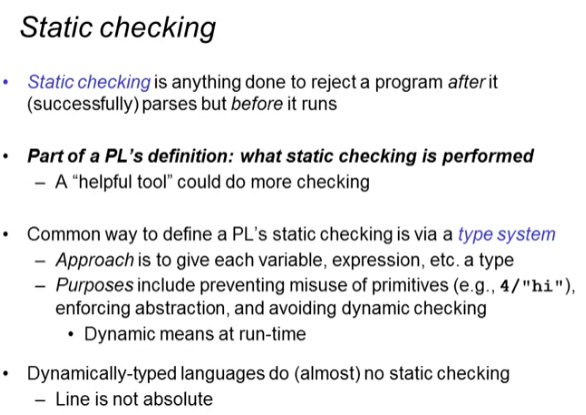 Static checking
• Static checking is anything done to reject a program after it
(successfully) parses but before it runs
• Part of a PL's definition: what static checking is performed
– A "helpful tool" could do more checking
• Common way to define a PL's static checking is via a type system
– Approach is to give each variable, expression, etc. a type
– Purposes include preventing misuse of primitives (e.g., 4/"hi"),
enforcing abstraction, and avoiding dynamic checking
• Dynamic means at run-time
• Dynamically-typed languages do (almost) no static checking
– Line is not absolute